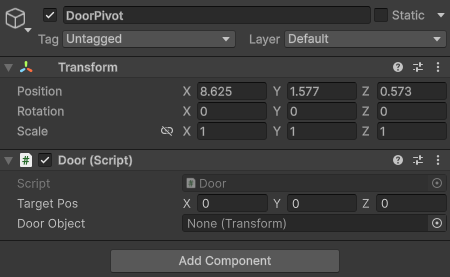 DoorPivot Static
Tag Untagged Layer Default
Transform
Position X 8.625 Y 1.577 Z 0.573
Rotation X 0 Y 0 Z 0
Scale X 1 Y 1 Z 1
# Door (Script)
Script # Door
Target Pos X 0 Y 0 Z 0
Door Object None (Transform)
Add Component